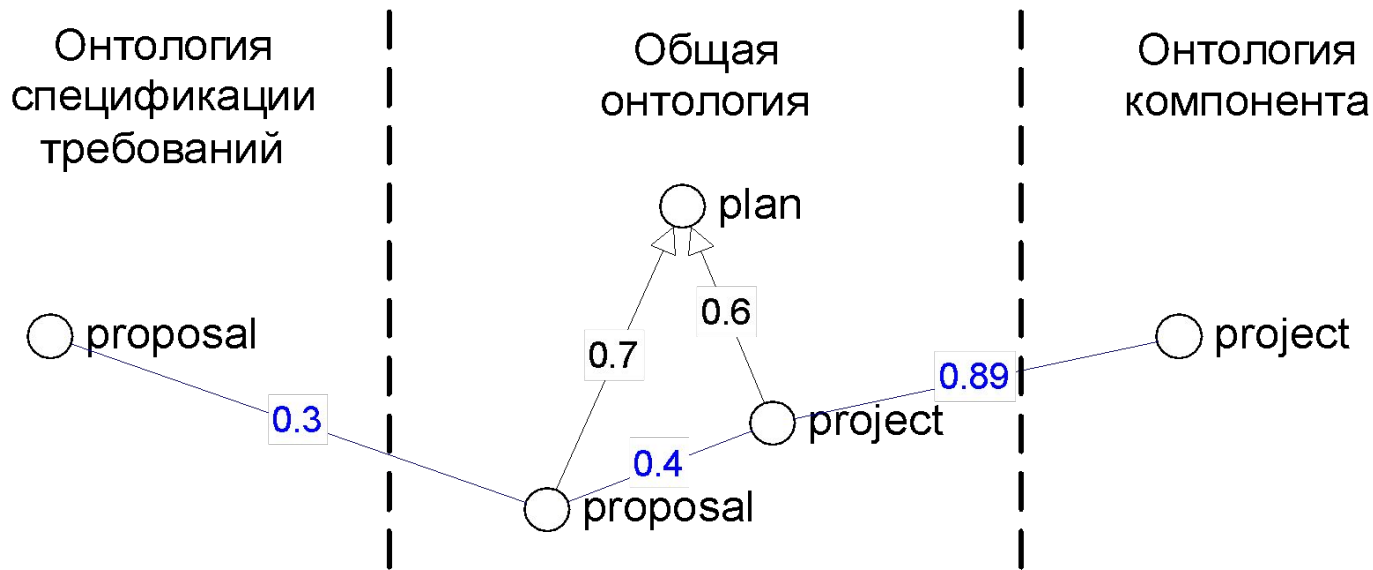 Онтология
спецификации
требований
Общая
онтология
Онтология
компонента
plan
proposal
project
0.6
0.7
0.89
0.3
project
0.4
proposal